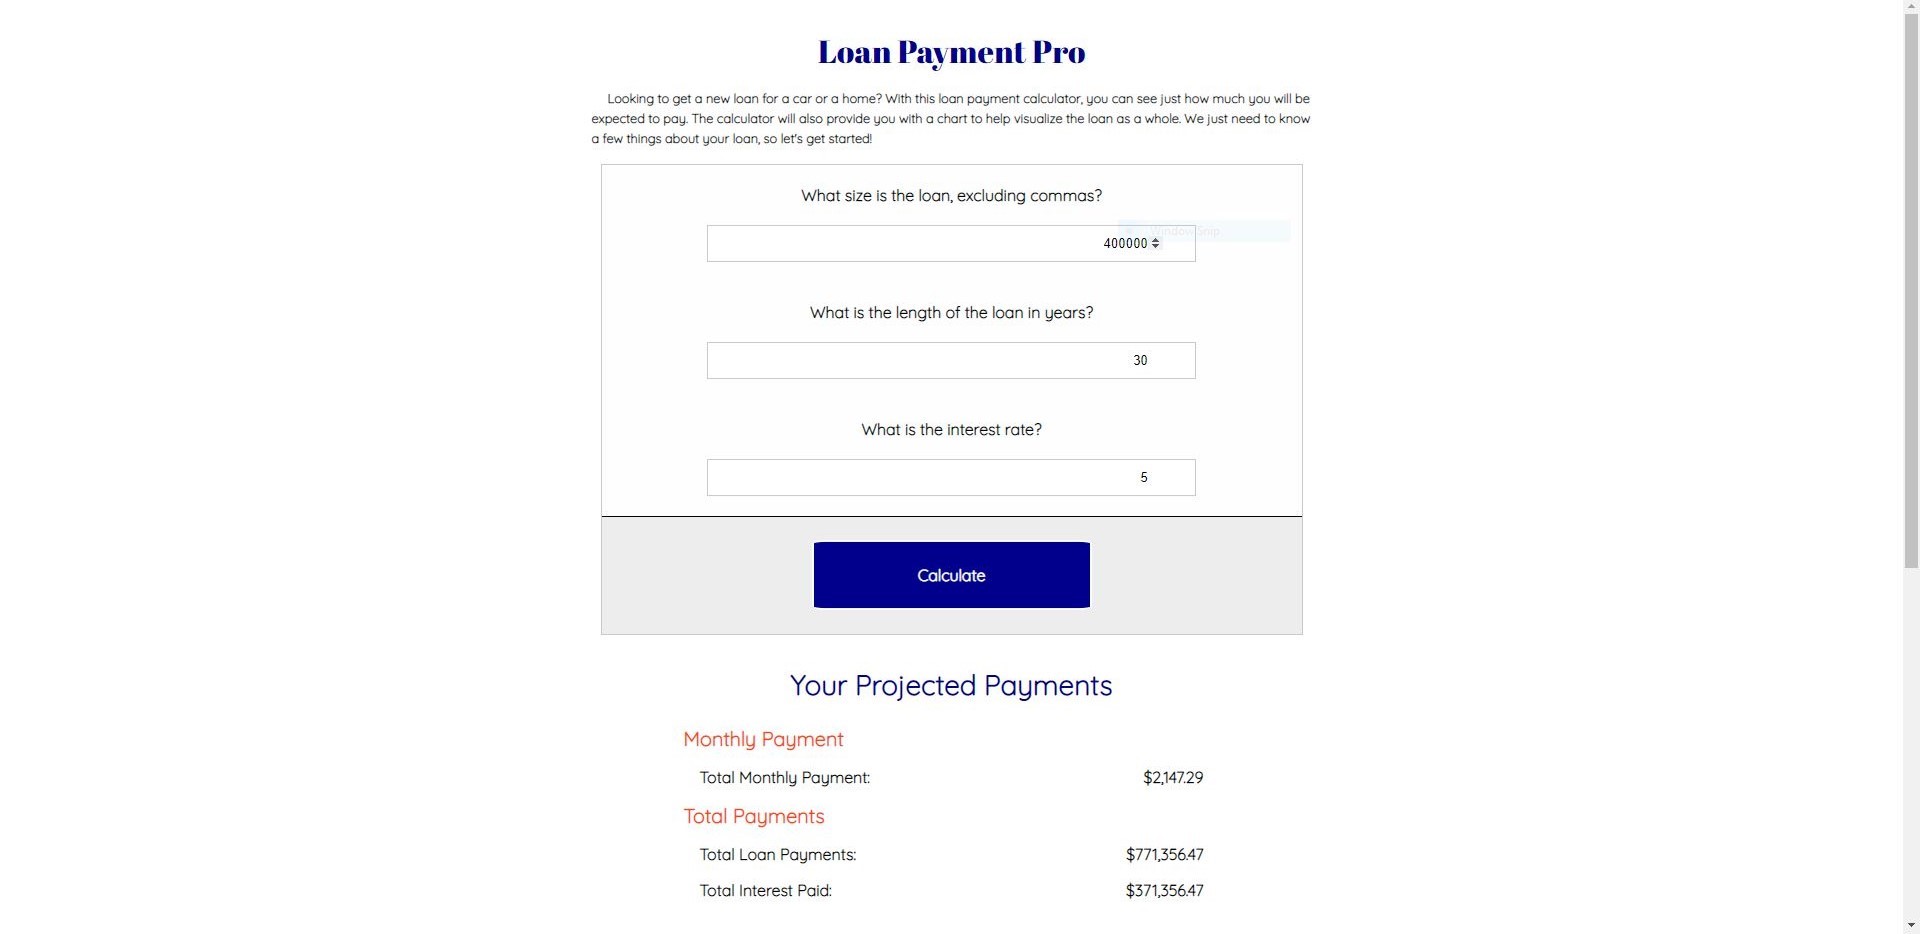 Loan Payment Pro
Looking to get a new loan for a car or a home? With this loan payment calculator, you can see just how much you will be
expected to pay. The calculator will also provide you with a chart to help visualize the loan as a whole. We just need to know
a few things about your loan, so let's get started!
What size is the loan, excluding commas?
Window Snip
400000
What is the length of the loan in years?
30
What is the interest rate?
5
Calculate
Your Projected Payments
Monthly Payment
Total Monthly Payment: $2,147.29
Total Payments
Total Loan Payments: $771,356.47
Total Interest Paid: $371,356.47